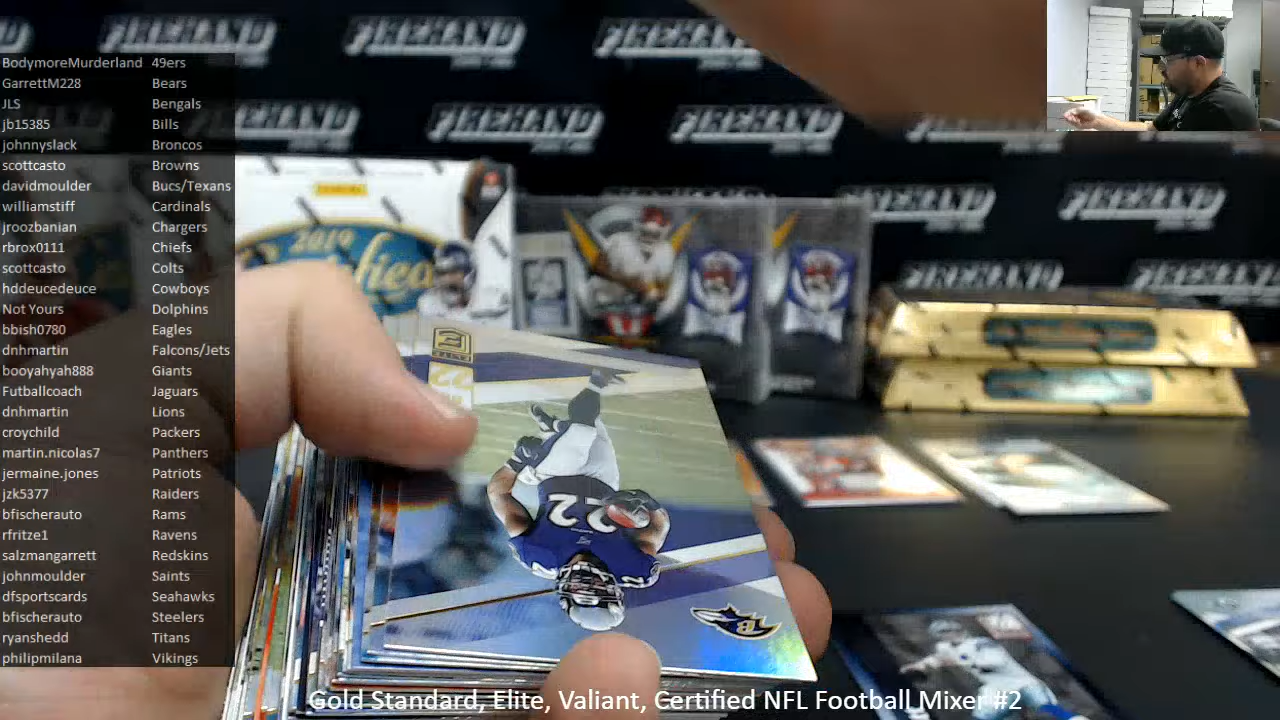 FIREHAND FIREHAND FIREHAND FIREHAND
BodymoreMurderland 49ers
GarrettM228 Bears
JLS Bengals
jb15385 Bills
johnnyslack Broncos
scottcasto Browns
davidmoulder Bucs/Texans
williamstiff Cardinals
jroozbanian Chargers
rbrox0111 Chiefs
scottcasto Colts
hddeucedeuce Cowboys
Not Yours Dolphins
bbish0780 Eagles
dnhmartin Falcons/Jets
booyahyah888 Giants
Futballcoach Jaguars
dnhmartin Lions
croychild Packers
martin.nicolas7 Panthers
jermaine.jones Patriots
jzk5377 Raiders
bfischerauto Rams
rfritze1 Ravens
salzmangarrett Redskins
johnmoulder Saints
dfsportscards Seahawks
bfischerauto Steelers
ryanshedd Titans
philipmilana Vikings
2019
22
Gold Standard, Elite, Valiant, Certified NFL Football Mixer #2